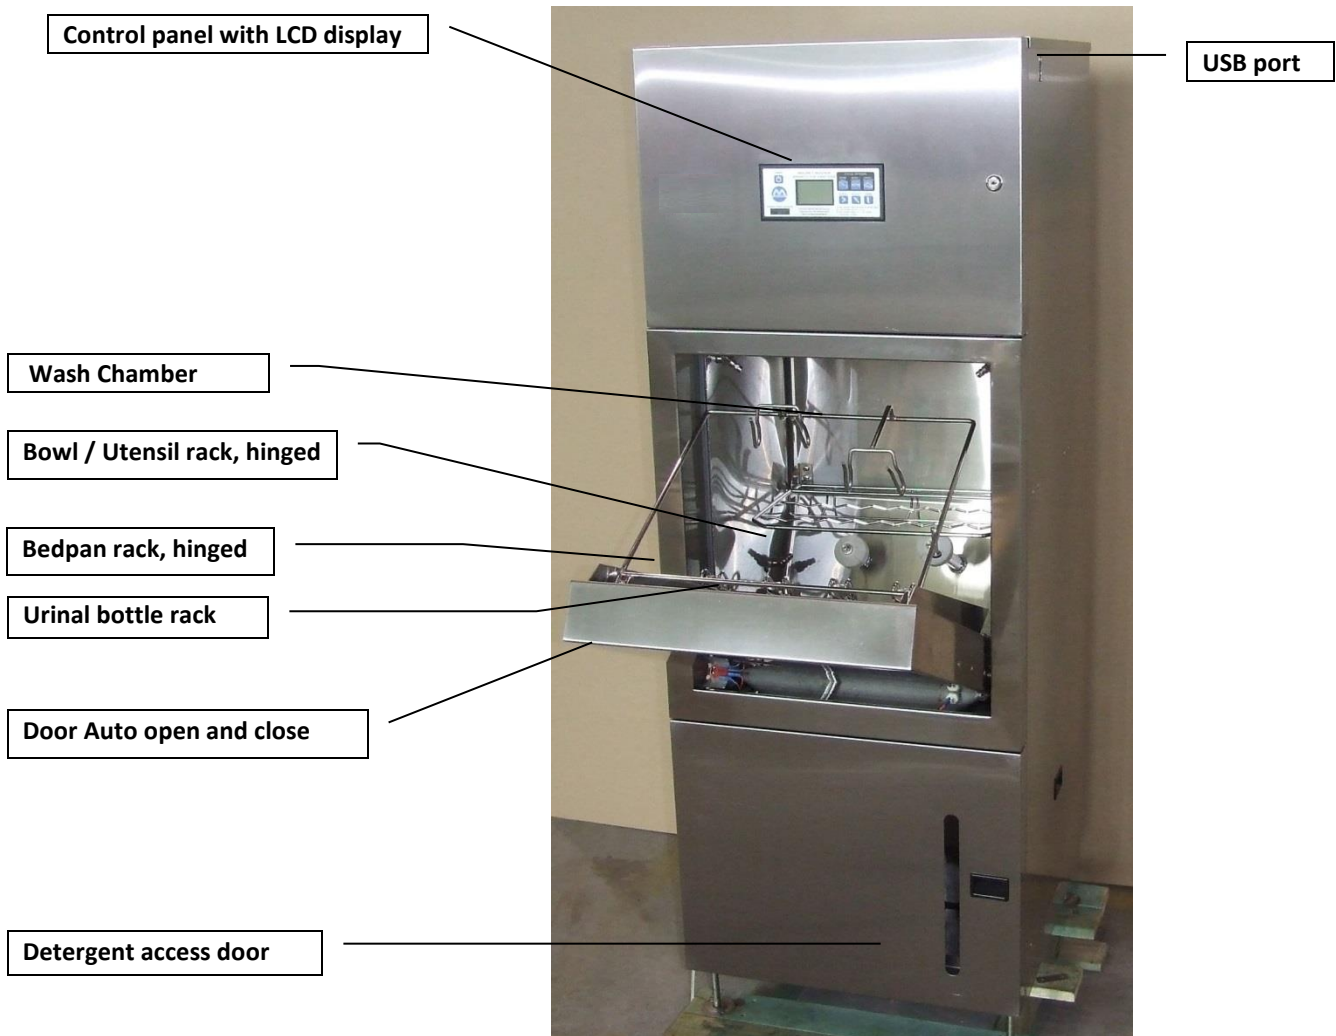 Control panel with LCD display
USB port
Wash Chamber
Bowl / Utensil rack, hinged
Bedpan rack, hinged
Urinal bottle rack
Door Auto open and close
Detergent access door